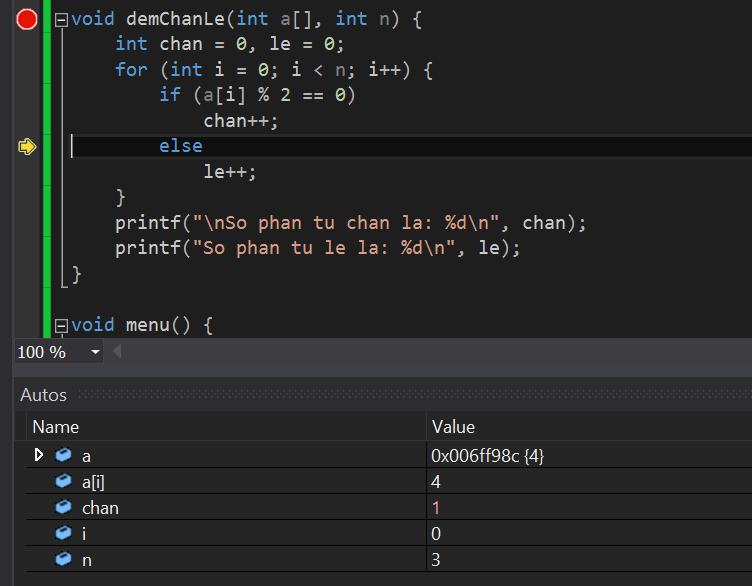 void demChanLe(int a[], int n) {
int chan = 0, le = 0;
for (int i = 0; i < n; i++) {
if (a[i] % 2 == 0)
chan++;
else
le++;
}
printf("\nSo phan tu chan la: %d\n", chan);
printf("So phan tu le la: %d\n", le);
}
void menu() {
100 %
Autos
Name Value
a 0x006ff98c {4}
a[i] 4
chan 1
i 0
n 3